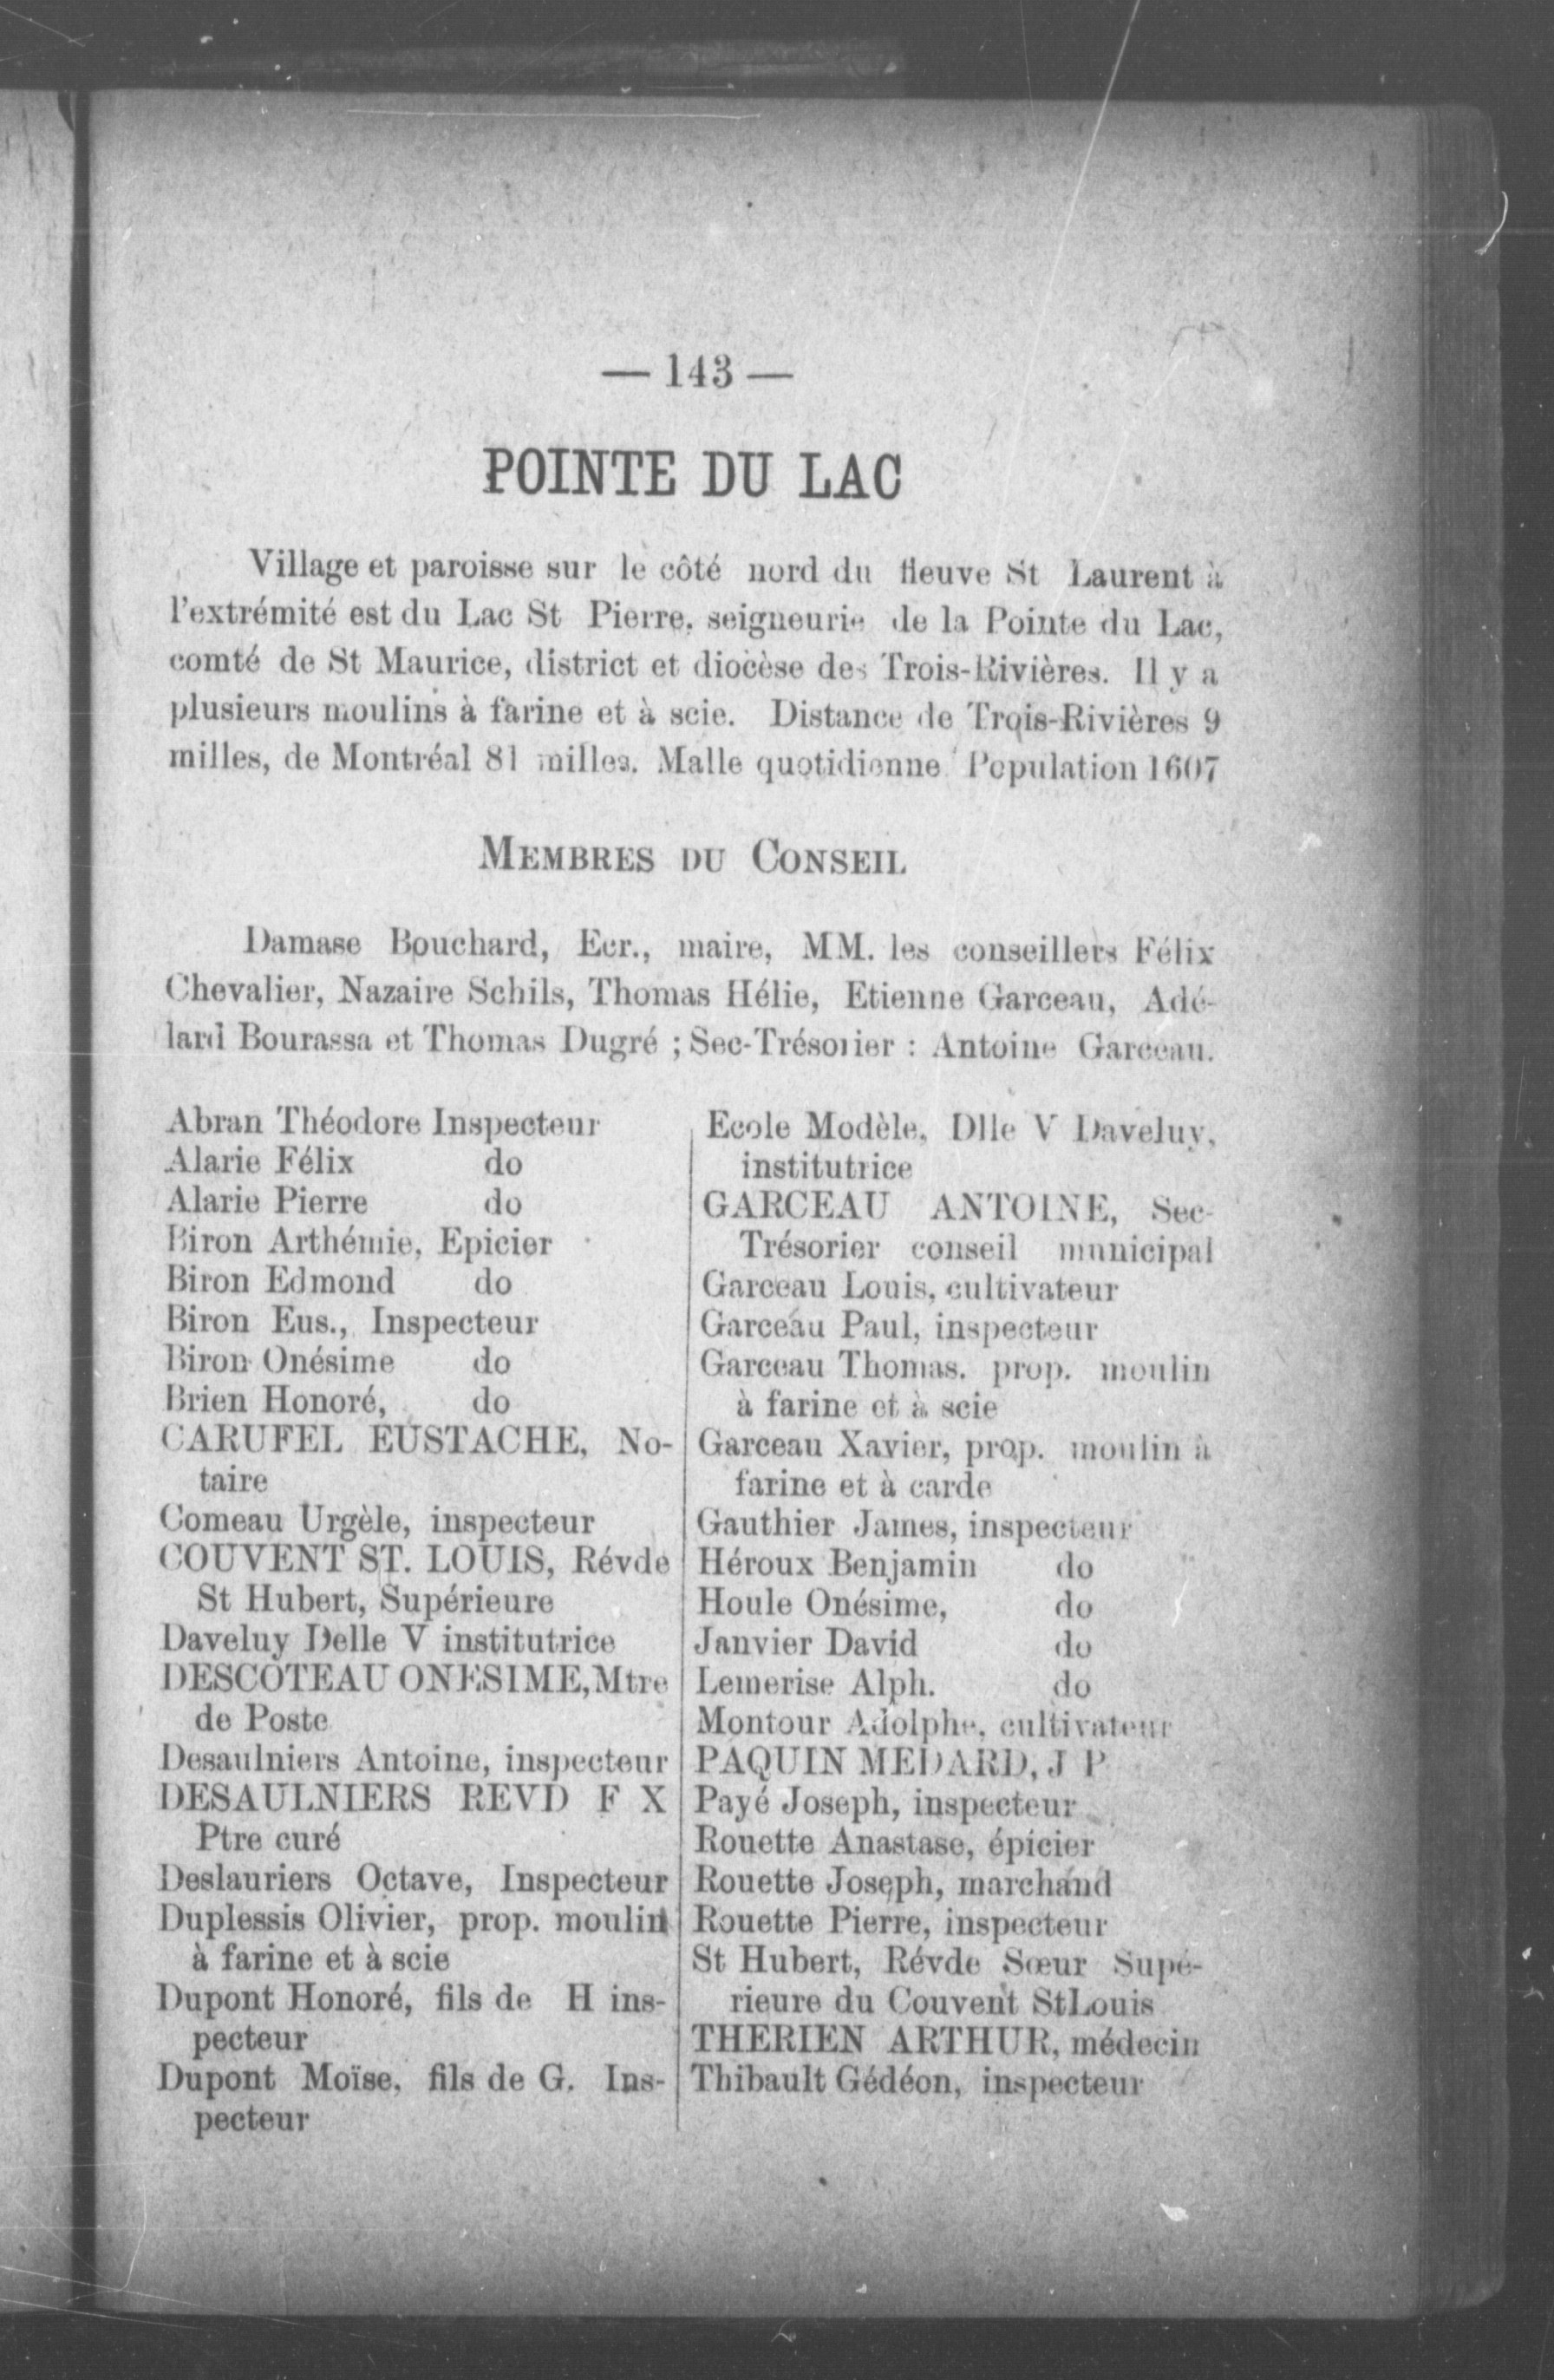 — 143 —
POINTE DU LAC
Village et paroisse sur le côté nord du fleuve St Laurent à
l'extrémité est du Lac St Pierre, seigneurie de la Pointe du Lac,
comté de St Maurice, district et diocèse des Trois-Rivières. Il y a
plusieurs moulins à farine et à scie. Distance de Trois-Rivières 9
milles, de Montréal 81 milles. Malle quotidienne Population 1607
MEMBRES DU CONSEIL
Damase Bouchard, Ecr., maire, MM. les conseillers Félix
Chevalier, Nazaire Schils, Thomas Hélie, Etienne Garceau, Adé-
lard Bourassa et Thomas Dugré ; Sec-Trésorier : Antoine Garceau.
Abran Théodore Inspecteur
Alarie Félix do
Alarie Pierre do
Biron Arthémie, Epicier
Biron Edmond do
Biron Eus., Inspecteur
Biron Onésime do
Brien Honoré, do
CARUFEL EUSTACHE, No-
taire
Comeau Urgèle, inspecteur
COUVENT ST. LOUIS, Révde
St Hubert, Supérieure
Daveluy Delle V institutrice
DESCOTEAU ONESIME, Mtre
de Poste
Desaulniers Antoine, inspecteur
DESAULNIERS REVD F X
Ptre curé
Deslauriers Octave, Inspecteur
Duplessis Olivier, prop. moulin
à farine et à scie
Dupont Honoré, fils de H ins-
pecteur
Dupont Moïse, fils de G. Ins-
pecteur
Ecole Modèle, Dlle V Daveluy,
institutrice
GARCEAU ANTOINE, Sec-
Trésorier conseil municipal
Garceau Louis, cultivateur
Garceau Paul, inspecteur
Garceau Thomas, prop. moulin
à farine et à scie
Garceau Xavier, prop. moulin à
farine et à carde
Gauthier James, inspecteur
Héroux Benjamin do
Houle Onésime, do
Janvier David do
Lemerise Alph. do
Montour Adolphe, cultivateur
PAQUIN MEDARD, J P
Payé Joseph, inspecteur
Rouette Anastase, épicier
Rouette Joseph, marchand
Rouette Pierre, inspecteur
St Hubert, Révde Sœur Supé-
rieure du Couvent St Louis
THERIEN ARTHUR, médecin
Thibault Gédéon, inspecteur